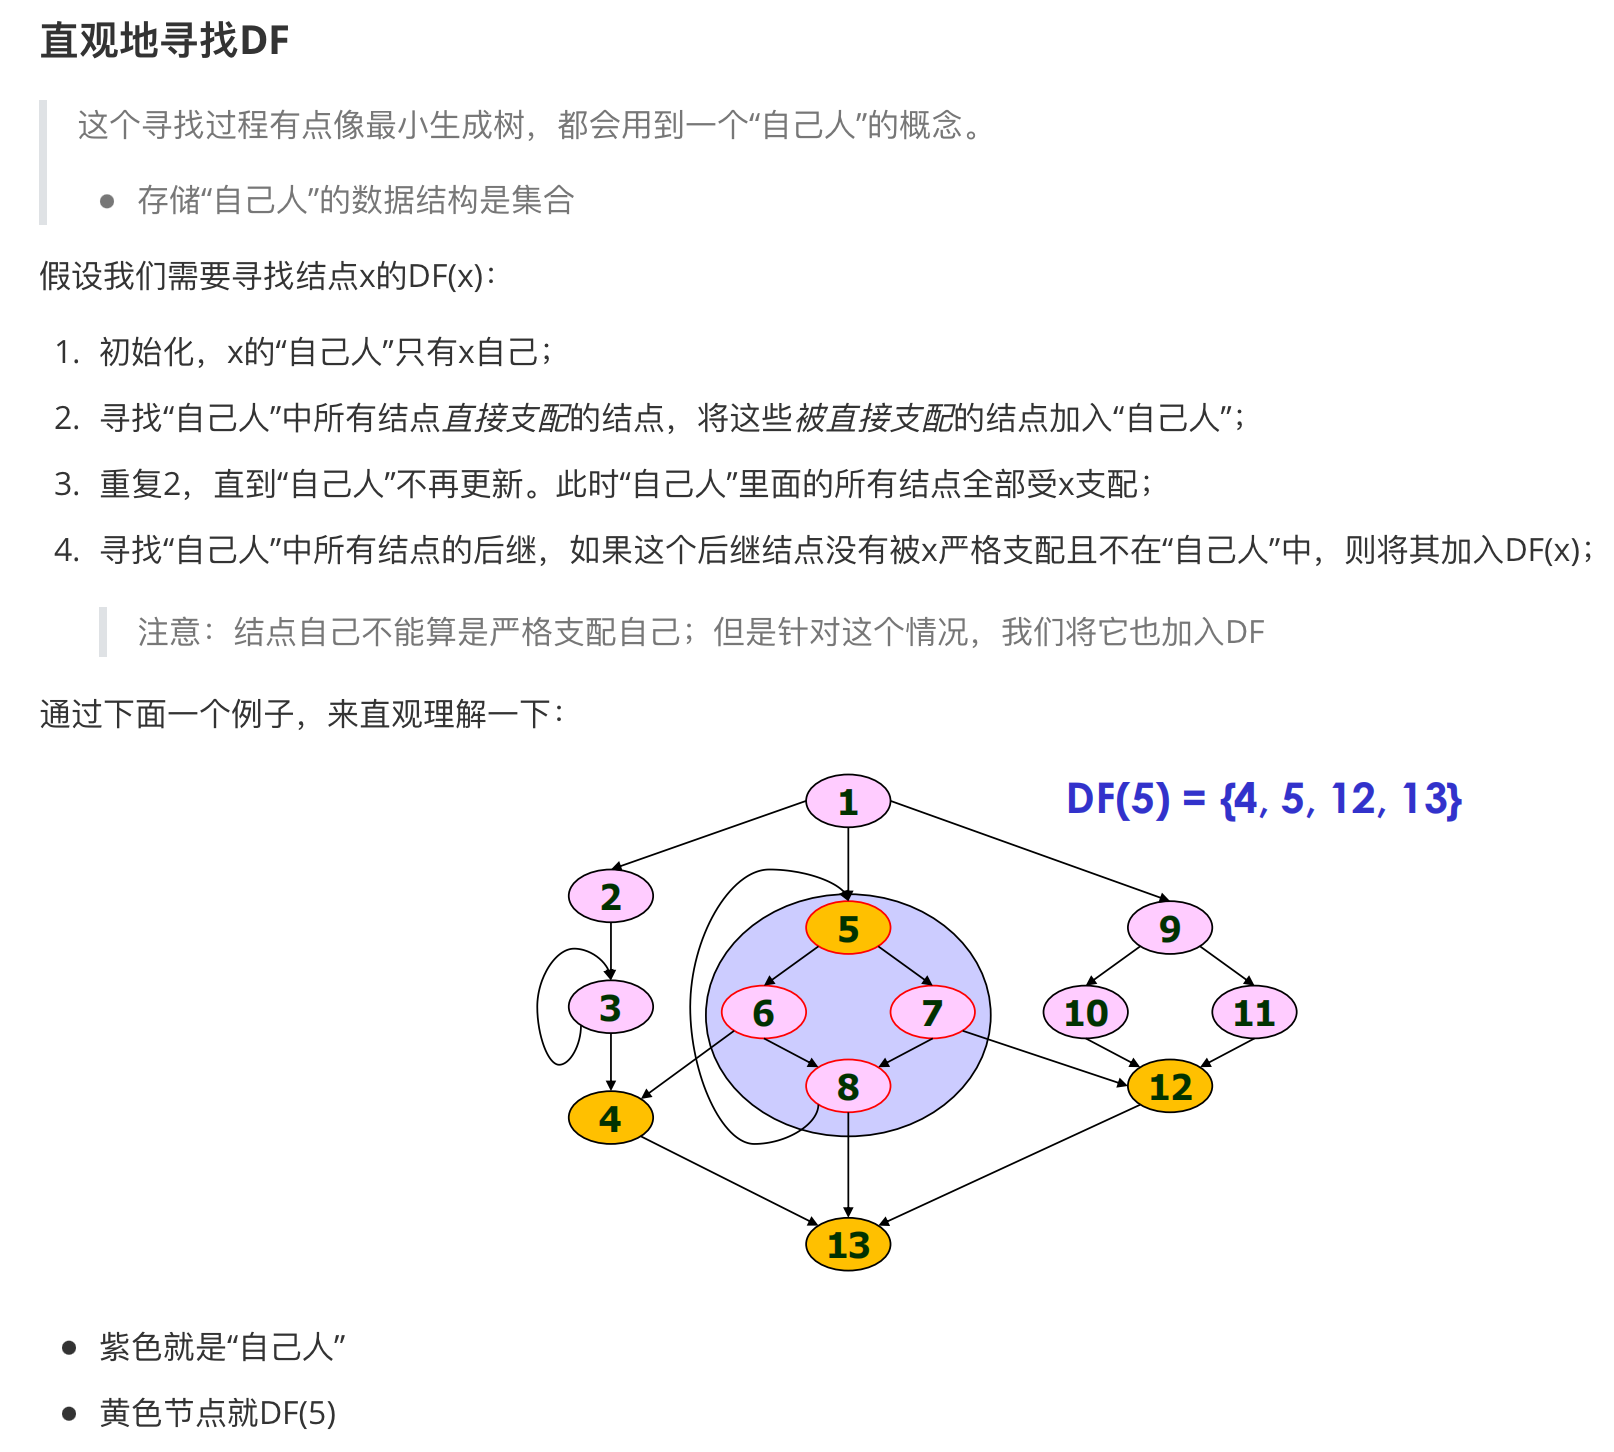 直观地寻找DF
这个寻找过程有点像最小生成树，都会用到一个“自己人”的概念。
● 存储“自己人”的数据结构是集合
假设我们需要寻找结点x的DF(x)：
1. 初始化，x的“自己人”只有x自己；
2. 寻找“自己人”中所有结点直接支配的结点，将这些被直接支配的结点加入“自己人”；
3. 重复2，直到“自己人”不再更新。此时“自己人”里面的所有结点全部受x支配；
4. 寻找“自己人”中所有结点的后继，如果这个后继结点没有被x严格支配且不在“自己人”中，则将其加入DF(x)；
注意：结点自己不能算是严格支配自己；但是针对这个情况，我们将它也加入DF
通过下面一个例子，来直观理解一下：
DF(5) = {4, 5, 12, 13}
1
2
5
9
3
6
7
10
11
8
12
4
13
● 紫色就是“自己人”
● 黄色节点就DF(5)